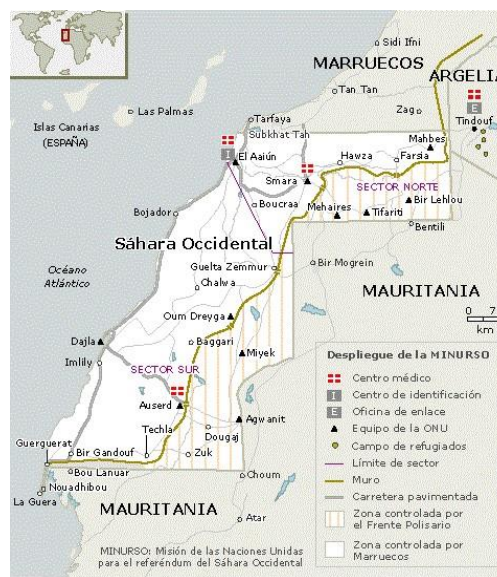 Sidi Ifni
MARRUECOS
ARGELIA
Tan Tan
Zag
E
Tindouf
Las Palmas
Islas Canarias
(ESPAÑA)
Tarfaya
Subkhat Tah
Mahbes
I
El Aaiún
Hawza
Farsia
Smara
SECTOR NORTE
Bir Lehlou
Boucraa
Mehaires
Tifariti
Bojador
Bentili
Sáhara Occidental
Guelta Zemmur
Bir Mogrein
Océano
Atlántico
Chalwa
MAURITANIA
Oum Dreyga
0
7
Dajla
Baggari
Miyek
Imlily
SECTOR SUR
Auserd
Agwanit
Techla
Dougaj
Guerguerat
Bir Gandouf
Zuk
Bou Lanuar
Nouadhibou
Choum
La Guera
MAURITANIA
Atar
MINURSO: Misión de las Naciones Unidas
para el referéndum del Sáhara Occidental
Despliegue de la MINURSO
Centro médico
I Centro de identificación
E Oficina de enlace
Equipo de la ONU
Campo de refugiados
Límite de sector
Muro
Carretera pavimentada
Zona controlada por
el Frente Polisario
Zona controlada por
Marruecos